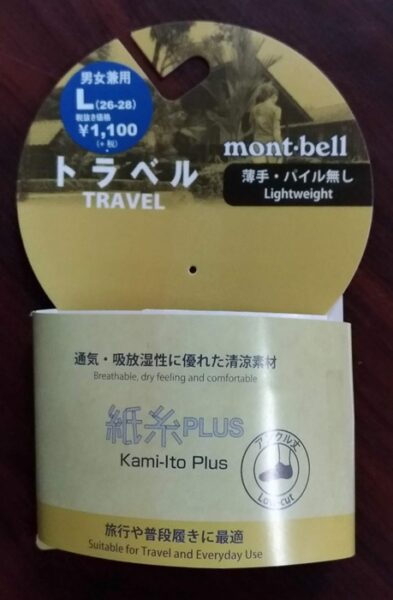 男女兼用
L(26-28)
税抜き価格
¥1,100
(+税)
トラベル
TRAVEL
mont·bell
薄手・パイル無し
Lightweight
通気・吸放湿性に優れた清涼素材
Breathable, dry feeling and comfortable
紙糸PLUS
Kami-Ito Plus
アンクル丈
Low-cut
旅行や普段履きに最適
Suitable for Travel and Everyday Use